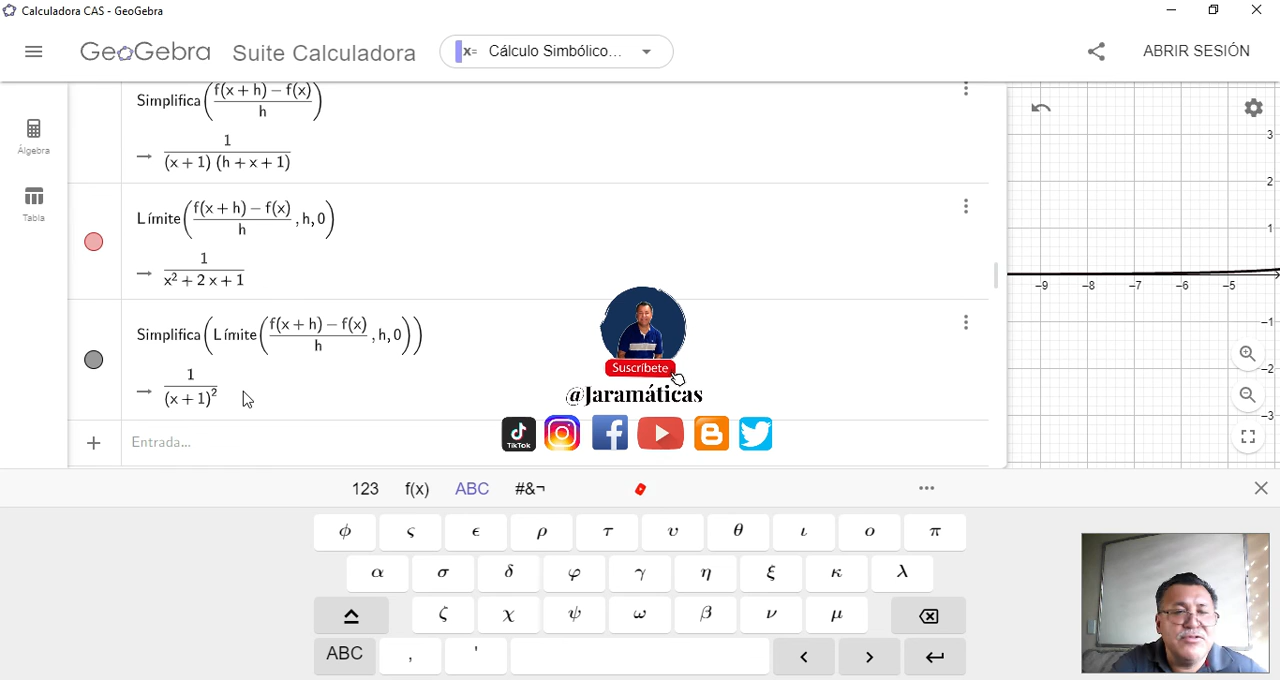 Calculadora CAS - GeoGebra
GeoGebra Suite Calculadora x= Cálculo Simbólico... ABRIR SESIÓN
Álgebra
Tabla
Simplifica((f(x + h) − f(x))/h)
→ 1/((x + 1) (h + x + 1))
Límite((f(x + h) − f(x))/h, h, 0)
→ 1/(x² + 2 x + 1)
Simplifica(Límite((f(x + h) − f(x))/h, h, 0))
→ 1/(x + 1)²
+ Entrada...
Suscríbete
@Jaramáticas
TikTok
3
2
1
−9 −8 −7 −6 −5
−1
−2
−3
123 f(x) ABC #&¬
ϕ ς ϵ ρ τ υ θ ι ο π
α σ δ φ γ η ξ κ λ
ζ χ ψ ω β ν μ
ABC , '